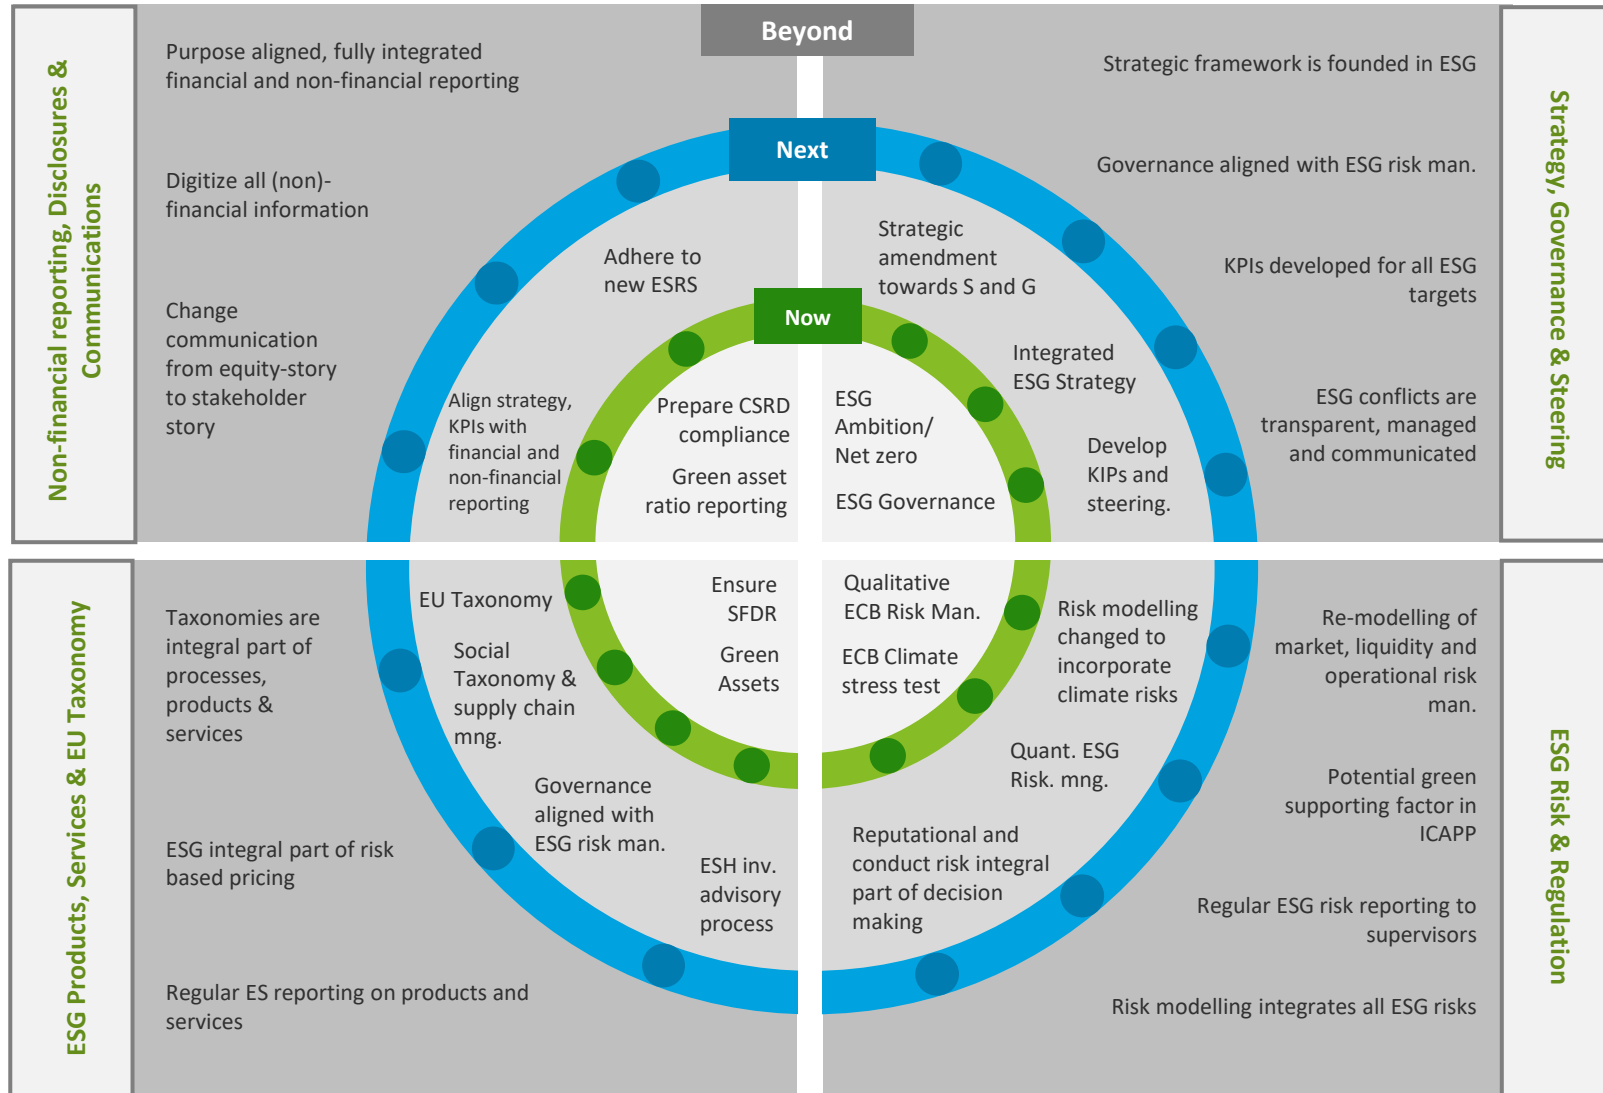 Beyond
Next
Now
Non-financial reporting, Disclosures &
Communications
Purpose aligned, fully integrated
financial and non-financial reporting
Digitize all (non)-
financial information
Change
communication
from equity-story
to stakeholder
story
Adhere to
new ESRS
Align strategy,
KPIs with
financial and
non-financial
reporting
Prepare CSRD
compliance
Green asset
ratio reporting
Strategy, Governance & Steering
Strategic framework is founded in ESG
Governance aligned with ESG risk man.
KPIs developed for all ESG
targets
ESG conflicts are
transparent, managed
and communicated
Strategic
amendment
towards S and G
Integrated
ESG Strategy
Develop
KIPs and
steering.
ESG
Ambition/
Net zero
ESG Governance
ESG Products, Services & EU Taxonomy
Taxonomies are
integral part of
processes,
products &
services
ESG integral part of risk
based pricing
Regular ES reporting on products and
services
EU Taxonomy
Social
Taxonomy &
supply chain
mng.
Governance
aligned with
ESG risk man.
ESH inv.
advisory
process
Ensure
SFDR
Green
Assets
ESG Risk & Regulation
Qualitative
ECB Risk Man.
ECB Climate
stress test
Risk modelling
changed to
incorporate
climate risks
Quant. ESG
Risk. mng.
Reputational and
conduct risk integral
part of decision
making
Re-modelling of
market, liquidity and
operational risk
man.
Potential green
supporting factor in
ICAPP
Regular ESG risk reporting to
supervisors
Risk modelling integrates all ESG risks